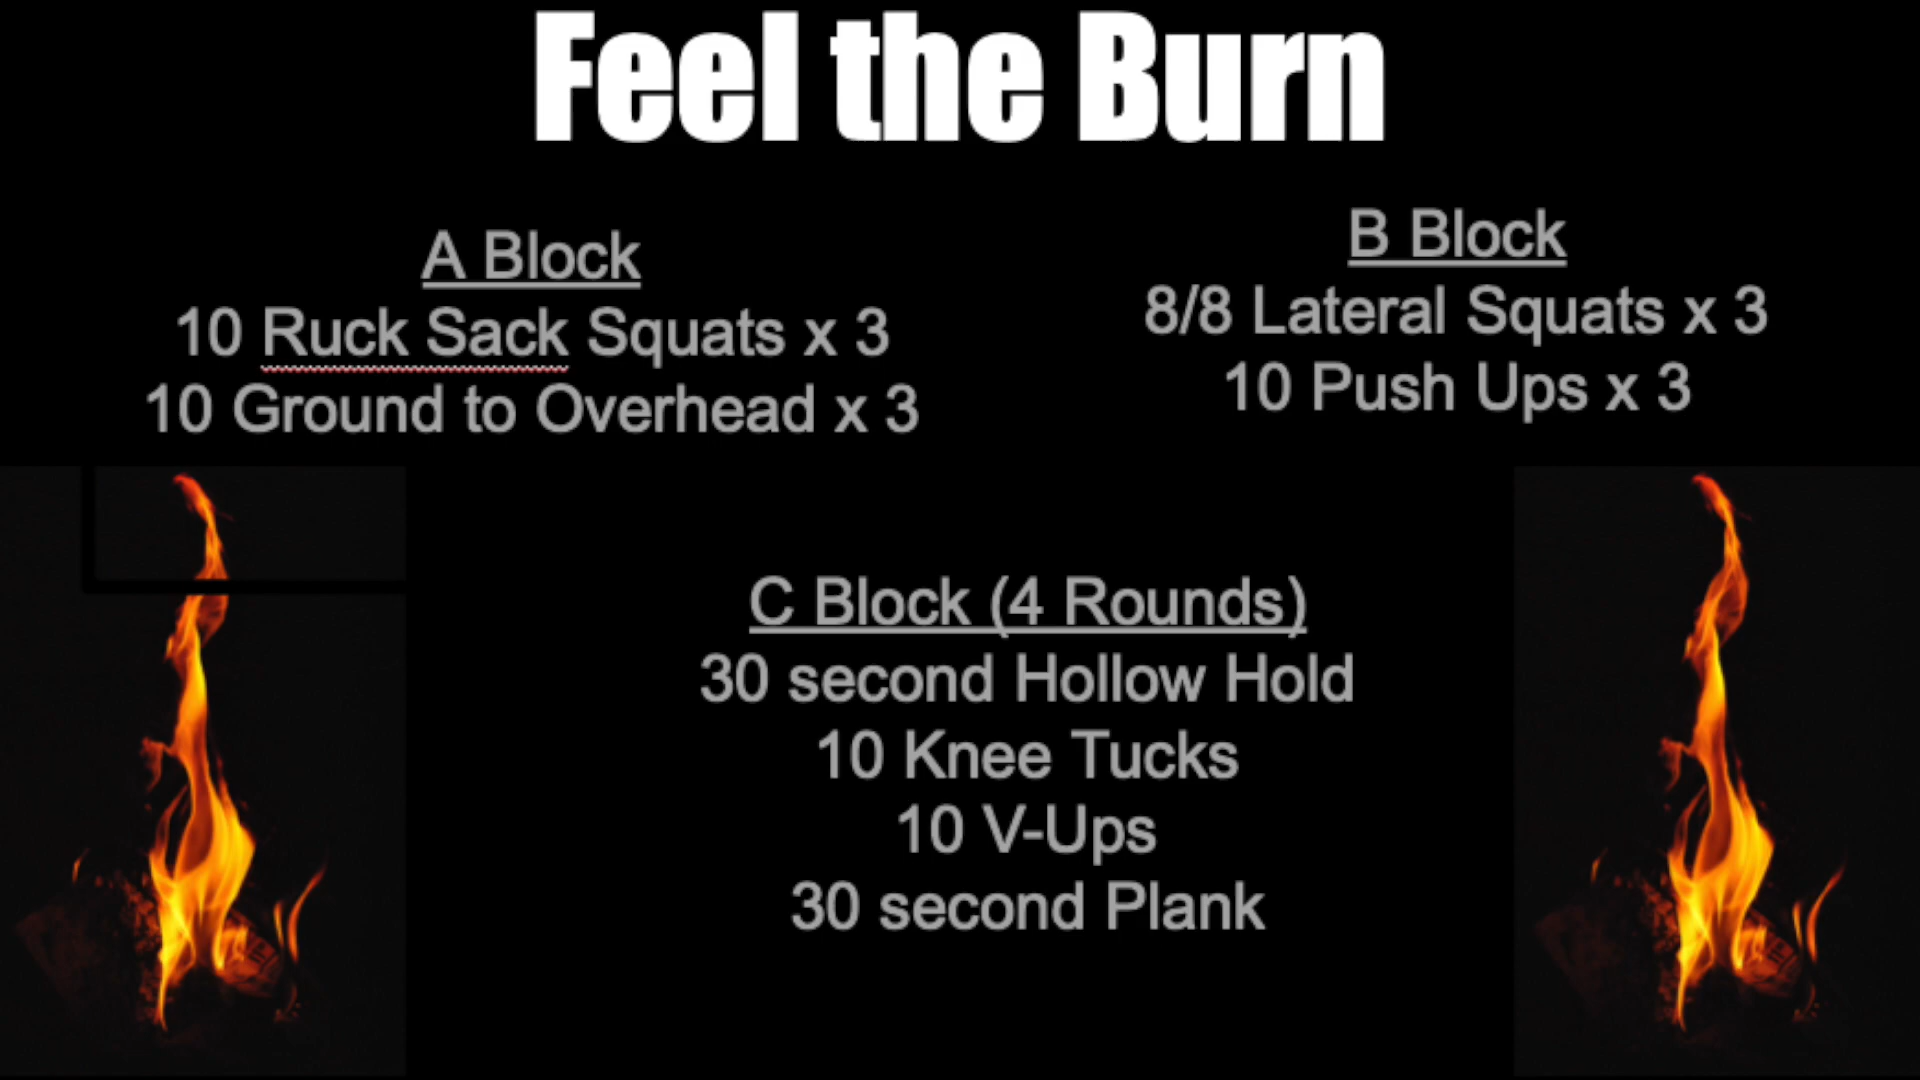 Feel the Burn
A Block
10 Ruck Sack Squats x 3
10 Ground to Overhead x 3
B Block
8/8 Lateral Squats x 3
10 Push Ups x 3
C Block (4 Rounds)
30 second Hollow Hold
10 Knee Tucks
10 V-Ups
30 second Plank